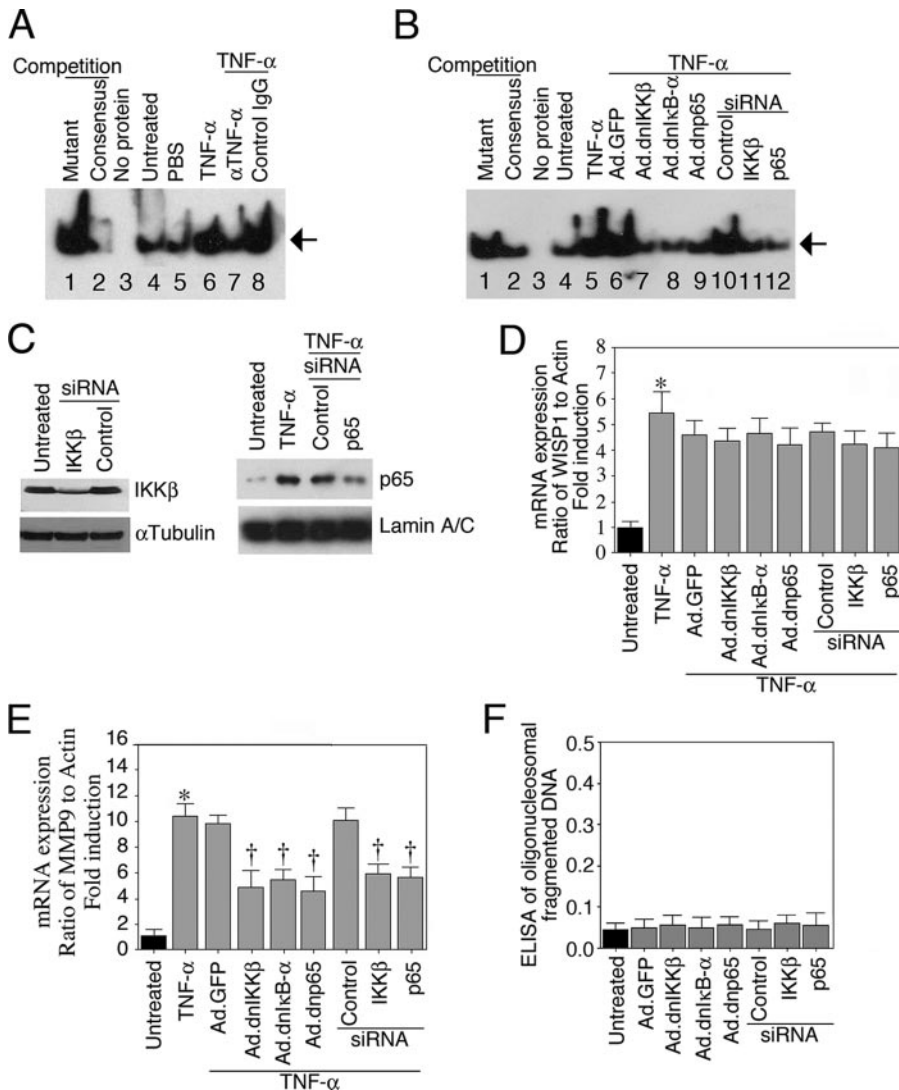 A
TNF-α
Competition
Mutant
Consensus
No protein
Untreated
PBS
TNF-α
αTNF-α
Control IgG
1 2 3 4 5 6 7 8
B
TNF-α
Competition
siRNA
Mutant
Consensus
No protein
Untreated
TNF-α
Ad.GFP
Ad.dnIKKβ
Ad.dnIκB-α
Ad.dnp65
Control
IKKβ
p65
1 2 3 4 5 6 7 8 9 10 11 12
C
siRNA
Untreated
IKKβ
Control
IKKβ
αTubulin
TNF-α
siRNA
Untreated
TNF-α
Control
p65
p65
Lamin A/C
D
mRNA expression
Ratio of WISP1 to Actin
Fold induction
8
7
6
5
4
3
2
1
0
*
Untreated
TNF-α
Ad.GFP
Ad.dnIKKβ
Ad.dnIκB-α
Ad.dnp65
Control
IKKβ
p65
siRNA
TNF-α
E
mRNA expression
Ratio of MMP9 to Actin
Fold induction
16
14
12
10
8
6
4
2
0
*
† † † † †
Untreated
TNF-α
Ad.GFP
Ad.dnIKKβ
Ad.dnIκB-α
Ad.dnp65
Control
IKKβ
p65
siRNA
TNF-α
F
ELISA of oligonucleosomal
fragmented DNA
0.5
0.4
0.3
0.2
0.1
0.0
Untreated
Ad.GFP
Ad.dnIKKβ
Ad.dnIκB-α
Ad.dnp65
Control
IKKβ
p65
siRNA